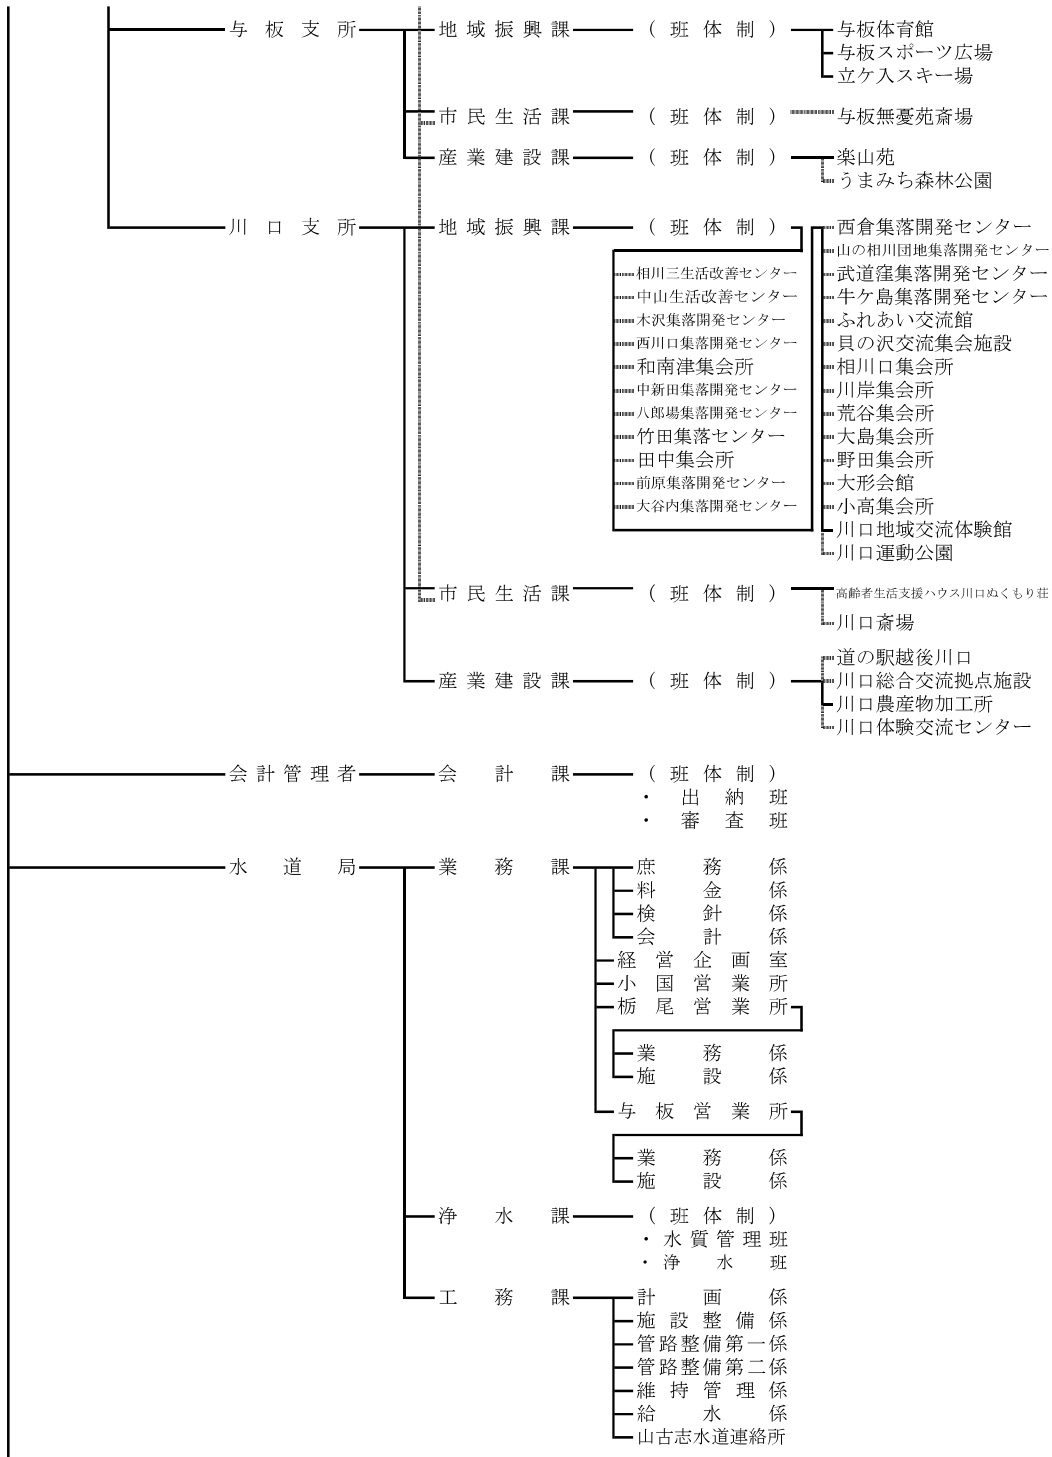 与板支所 地域振興課 (班体制) 与板体育館
与板スポーツ広場
立ケ入スキー場
市民生活課 (班体制) 与板無憂苑斎場
産業建設課 (班体制) 楽山苑
うまみち森林公園
川口支所 地域振興課 (班体制) 西倉集落開発センター
山の相川団地集落開発センター
相川三生活改善センター 武道窪集落開発センター
中山生活改善センター 牛ケ島集落開発センター
木沢集落開発センター ふれあい交流館
西川口集落開発センター 貝の沢交流集会施設
和南津集会所 相川口集会所
中新田集落開発センター 川岸集会所
八郎場集落開発センター 荒谷集会所
竹田集落センター 大島集会所
田中集会所 野田集会所
前原集落開発センター 大形会館
大谷内集落開発センター 小高集会所
川口地域交流体験館
川口運動公園
市民生活課 (班体制) 高齢者生活支援ハウス川口ぬくもり荘
川口斎場
道の駅越後川口
川口総合交流拠点施設
産業建設課 (班体制)
川口農産物加工所
川口体験交流センター
会計管理者 会計課 (班体制)
・出納班
・審査班
水道局 業務課 庶務係
料金係
検針係
会計係
経営企画室
小国営業所
栃尾営業所
業務係
施設係
与板営業所
業務係
施設係
浄水課 (班体制)
・水質管理班
・浄水班
工務課 計画係
施設整備係
管路整備第一係
管路整備第二係
維持管理係
給水係
山古志水道連絡所